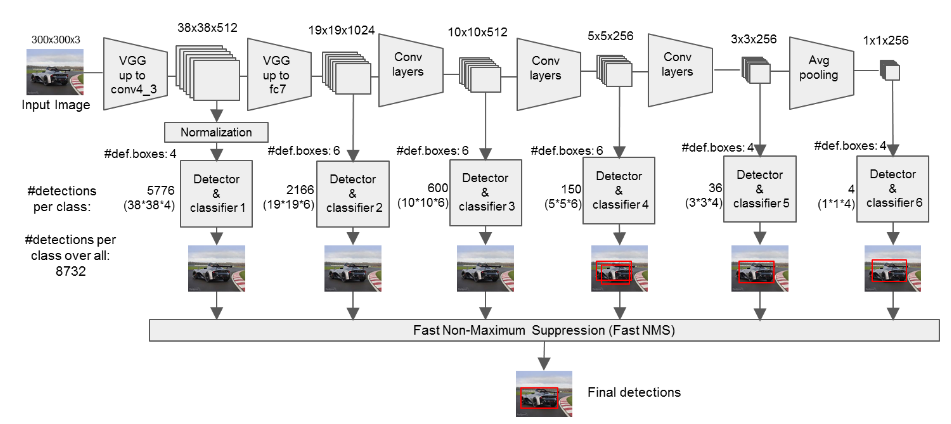 300x300x3
Input Image
VGG
up to
conv4_3
38x38x512
VGG
up to
fc7
19x19x1024
Conv
layers
10x10x512
Conv
layers
5x5x256
Conv
layers
3x3x256
Avg
pooling
1x1x256
Normalization
#def.boxes: 4
#def.boxes: 6
#def.boxes: 6
#def.boxes: 6
#def.boxes: 4
#def.boxes: 4
#detections
per class:
5776
(38*38*4)
Detector
&
classifier 1
2166
(19*19*6)
Detector
&
classifier 2
600
(10*10*6)
Detector
&
classifier 3
150
(5*5*6)
Detector
&
classifier 4
36
(3*3*4)
Detector
&
classifier 5
4
(1*1*4)
Detector
&
classifier 6
#detections per
class over all:
8732
Fast Non-Maximum Suppression (Fast NMS)
Final detections